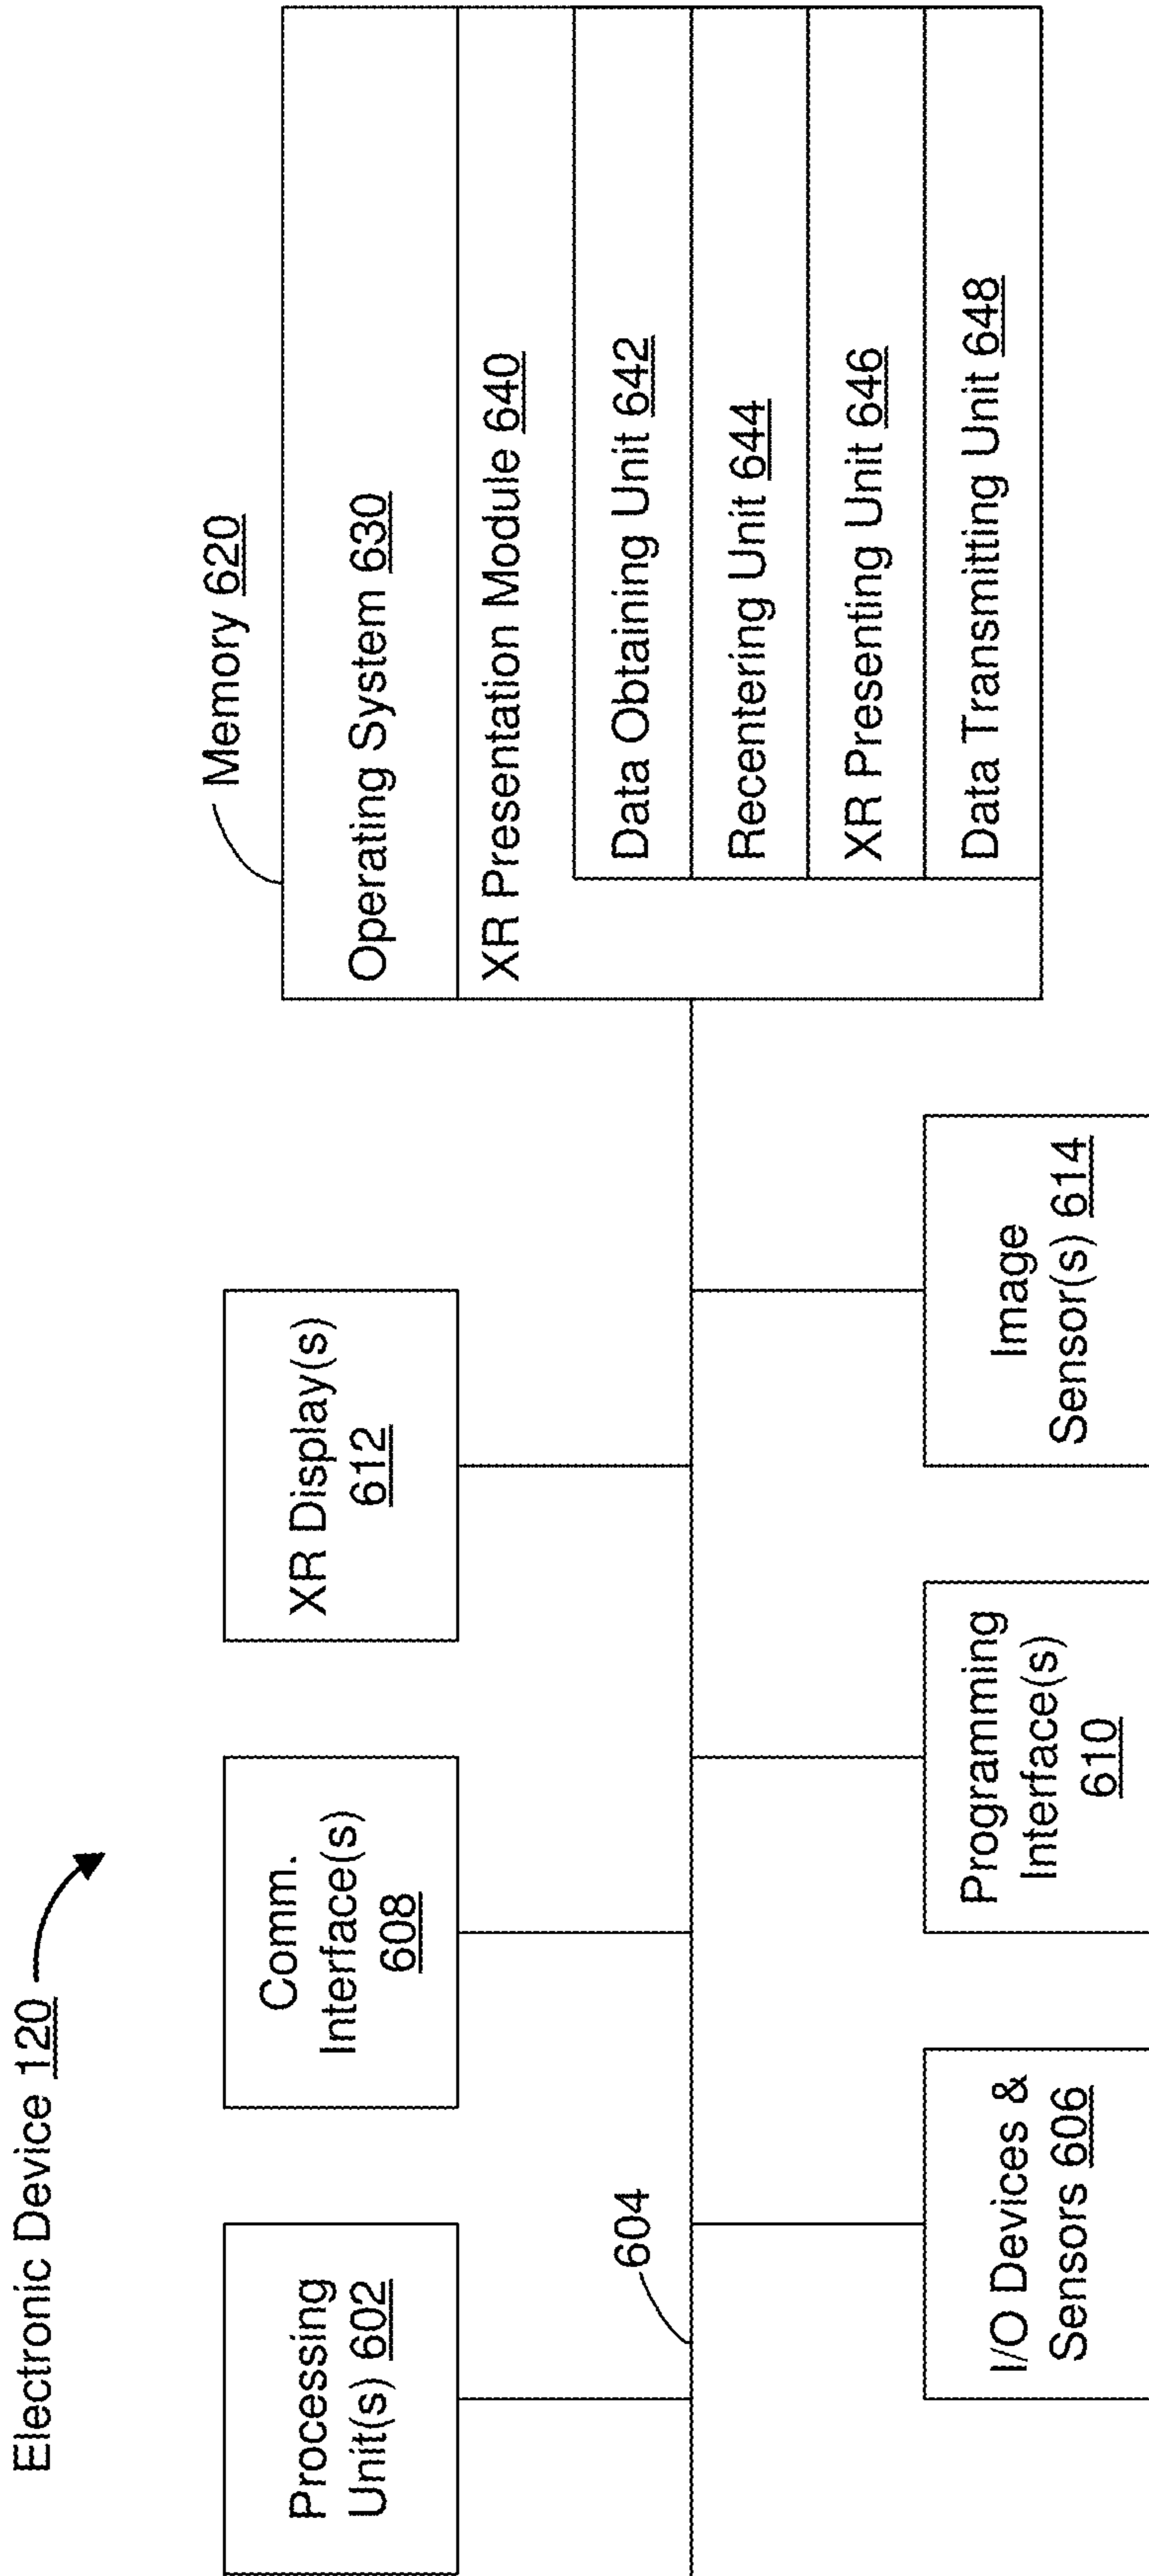 Electronic Device 120
Processing
Unit(s) 602
Comm.
Interface(s)
608
XR Display(s)
612
604
I/O Devices &
Sensors 606
Programming
Interface(s)
610
Image
Sensor(s) 614
Memory 620
Operating System 630
XR Presentation Module 640
Data Obtaining Unit 642
Recentering Unit 644
XR Presenting Unit 646
Data Transmitting Unit 648